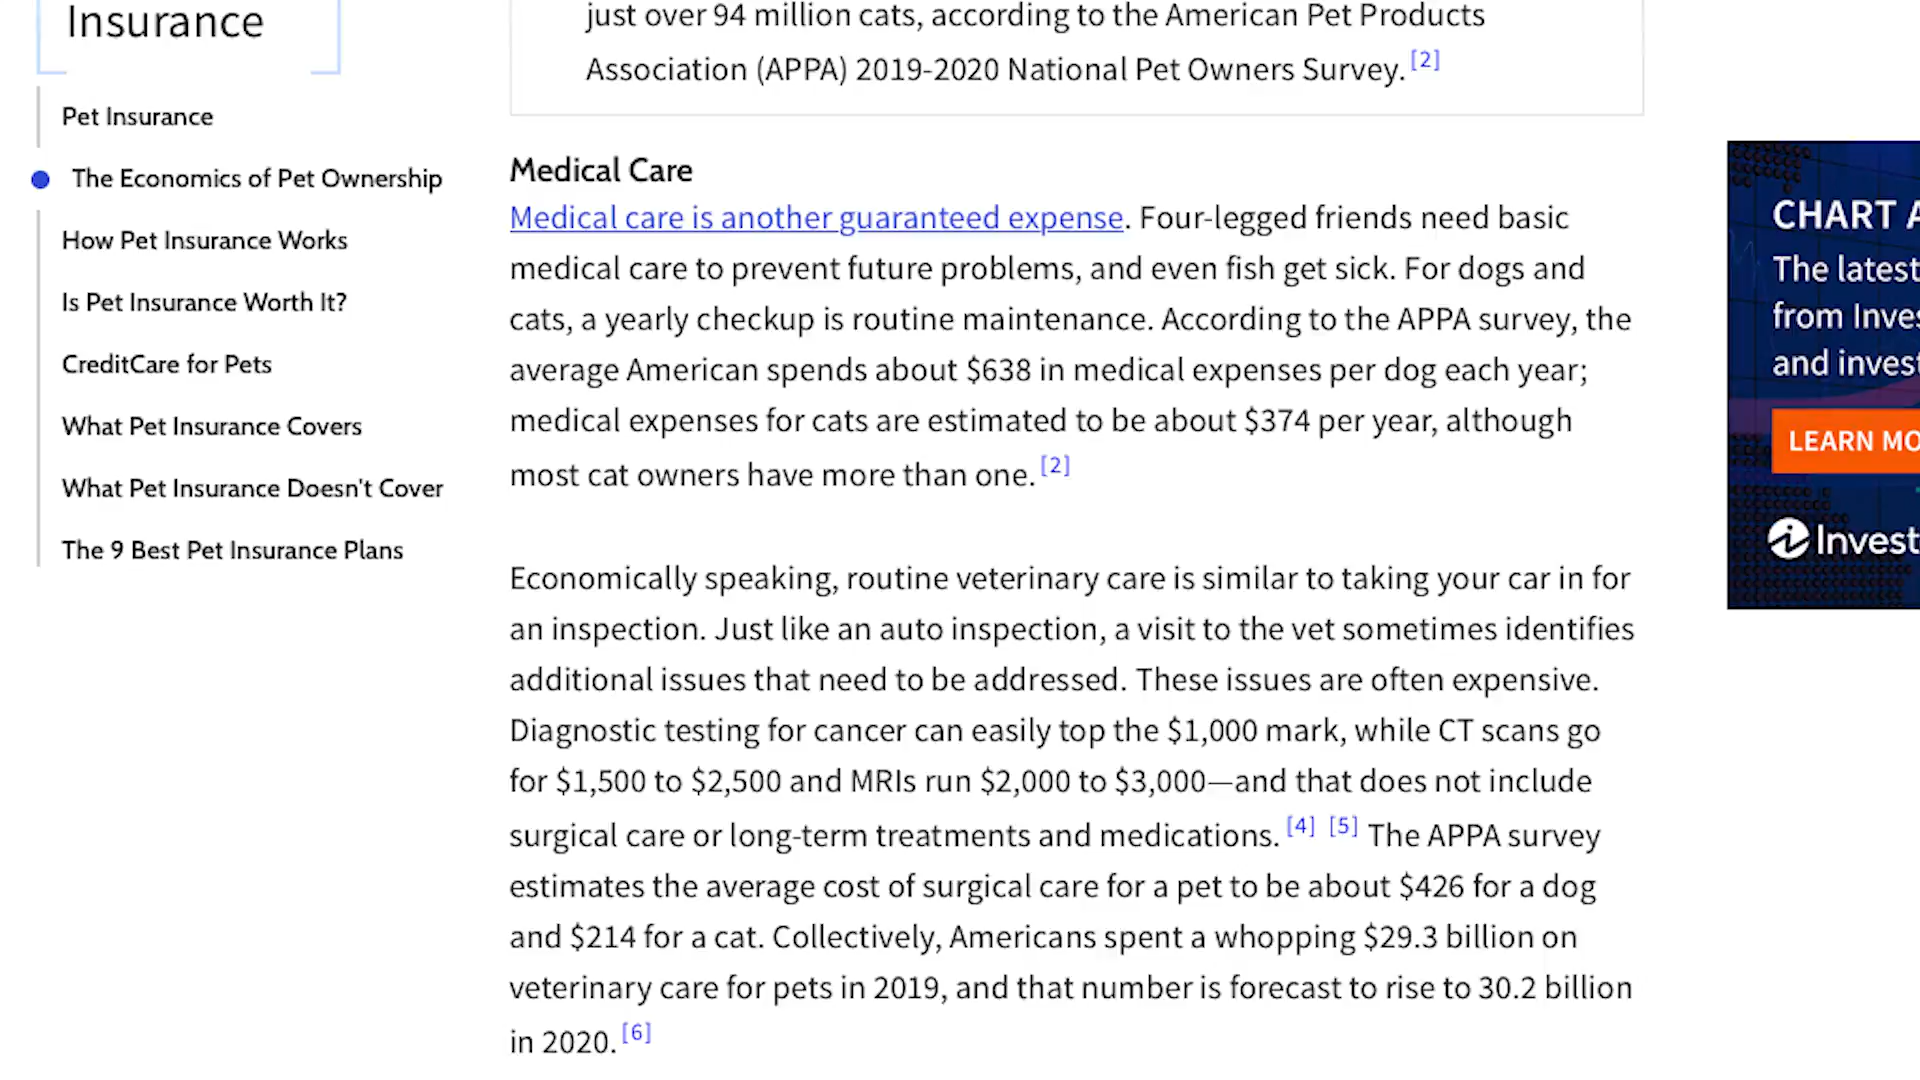 Insurance
Pet Insurance
The Economics of Pet Ownership
How Pet Insurance Works
Is Pet Insurance Worth It?
CreditCare for Pets
What Pet Insurance Covers
What Pet Insurance Doesn't Cover
The 9 Best Pet Insurance Plans
just over 94 million cats, according to the American Pet Products
Association (APPA) 2019-2020 National Pet Owners Survey. [2]
Medical Care
Medical care is another guaranteed expense. Four-legged friends need basic
medical care to prevent future problems, and even fish get sick. For dogs and
cats, a yearly checkup is routine maintenance. According to the APPA survey, the
average American spends about $638 in medical expenses per dog each year;
medical expenses for cats are estimated to be about $374 per year, although
most cat owners have more than one. [2]
Economically speaking, routine veterinary care is similar to taking your car in for
an inspection. Just like an auto inspection, a visit to the vet sometimes identifies
additional issues that need to be addressed. These issues are often expensive.
Diagnostic testing for cancer can easily top the $1,000 mark, while CT scans go
for $1,500 to $2,500 and MRIs run $2,000 to $3,000—and that does not include
surgical care or long-term treatments and medications. [4] [5] The APPA survey
estimates the average cost of surgical care for a pet to be about $426 for a dog
and $214 for a cat. Collectively, Americans spent a whopping $29.3 billion on
veterinary care for pets in 2019, and that number is forecast to rise to 30.2 billion
in 2020. [6]
CHART A
The latest
from Inves
and invest
LEARN MO
Invest